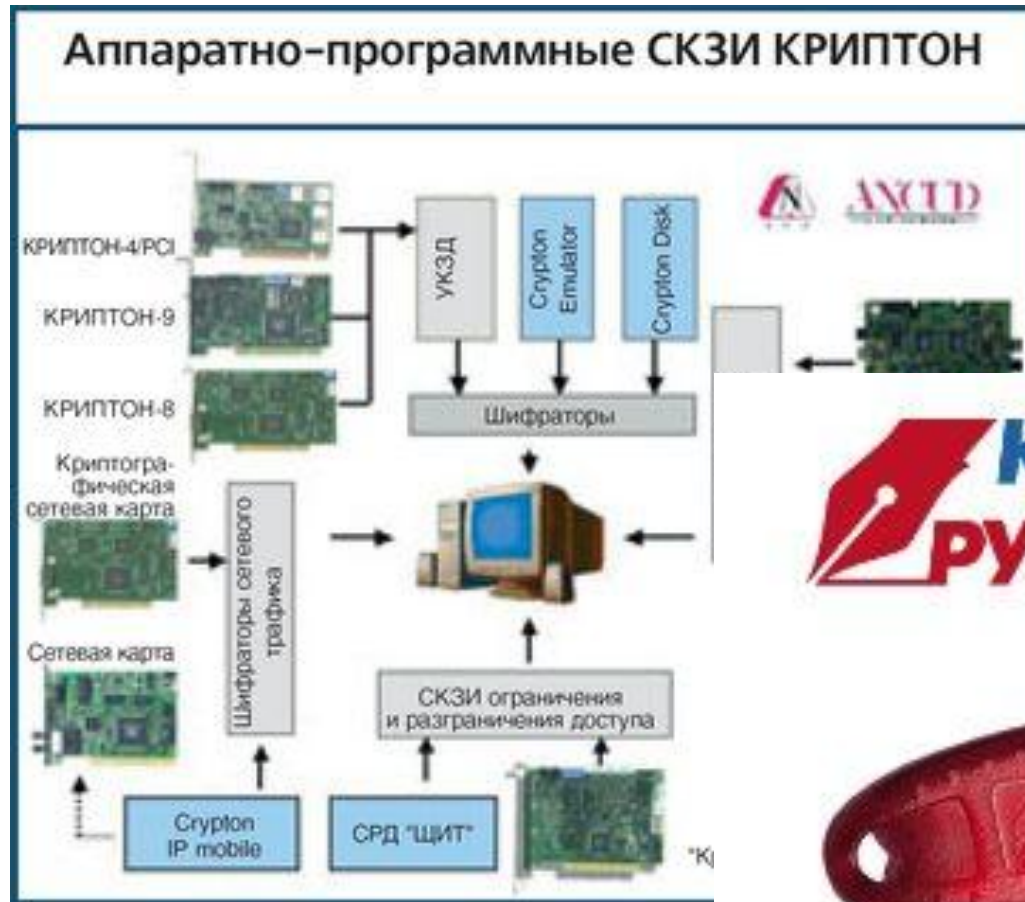 Аппаратно-программные СКЗИ КРИПТОН
ANCUD
КРИПТОН-4/PCI
КРИПТОН-9
КРИПТОН-8
УКЗД
Crypton
Emulator
Crypton Disk
Шифраторы
Криптогра-
фическая
сетевая карта
Шифраторы сетевого
трафика
Сетевая карта
СКЗИ ограничения
и разграничения доступа
Crypton
IP mobile
СРД "ЩИТ"